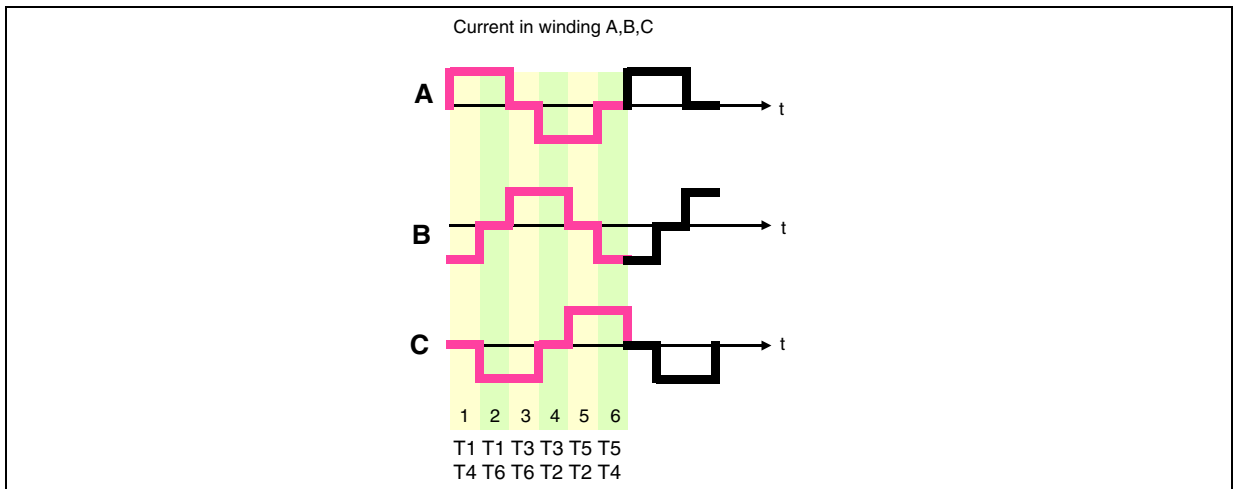 Current in winding A,B,C
A
t
B
t
C
t
1 2 3 4 5 6
T1 T1 T3 T3 T5 T5
T4 T6 T6 T2 T2 T4